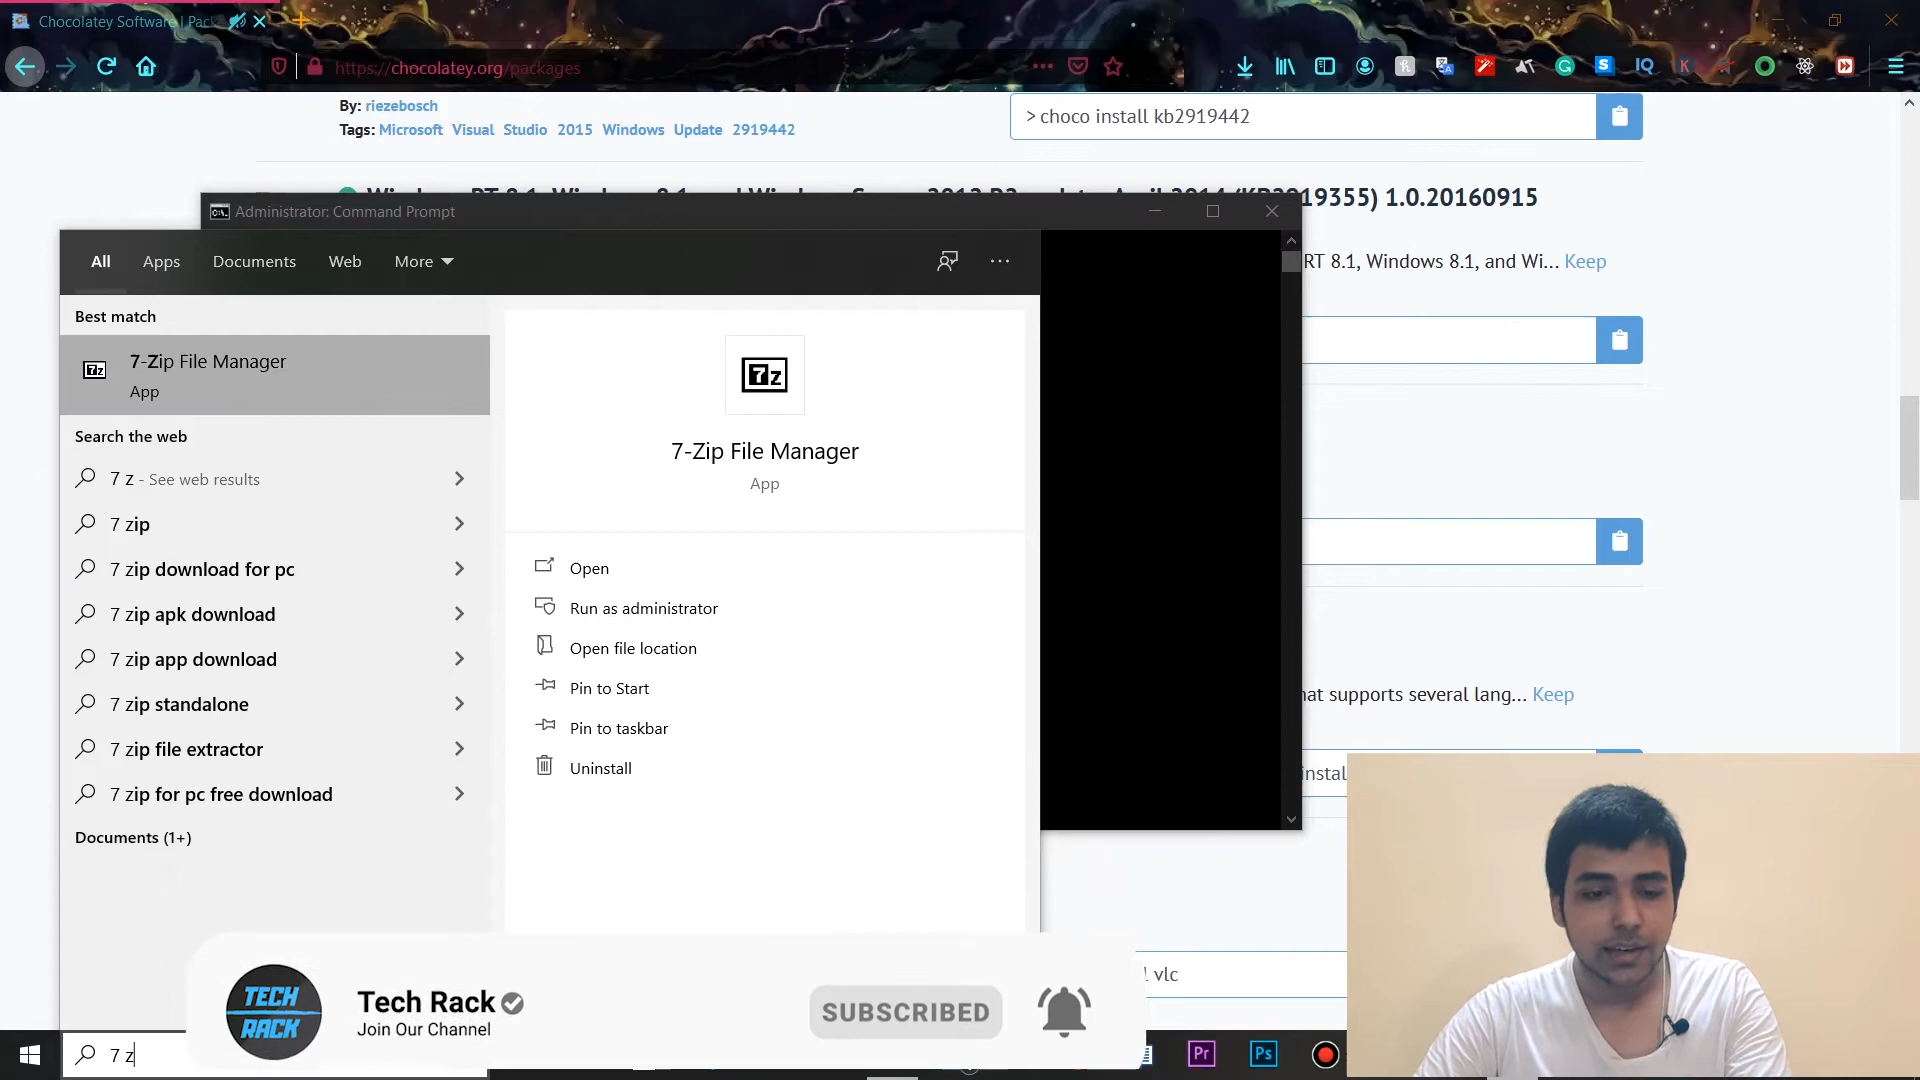 Chocolatey Software | Pack
https://chocolatey.org/packages
By: riezebosch
Tags: Microsoft Visual Studio 2015 Windows Update 2919442
> choco install kb2919442
19355) 1.0.20160915
Administrator: Command Prompt
RT 8.1, Windows 8.1, and Wi... Keep
All Apps Documents Web More
Best match
7-Zip File Manager
App
Search the web
7 z - See web results
7 zip
7 zip download for pc
7 zip apk download
7 zip app download
7 zip standalone
7 zip file extractor
7 zip for pc free download
Documents (1+)
7z
7-Zip File Manager
App
Open
Run as administrator
Open file location
Pin to Start
Pin to taskbar
Uninstall
hat supports several lang... Keep
instal
l vlc
TECH
RACK
Tech Rack
Join Our Channel
SUBSCRIBED
7 z
Pr Ps